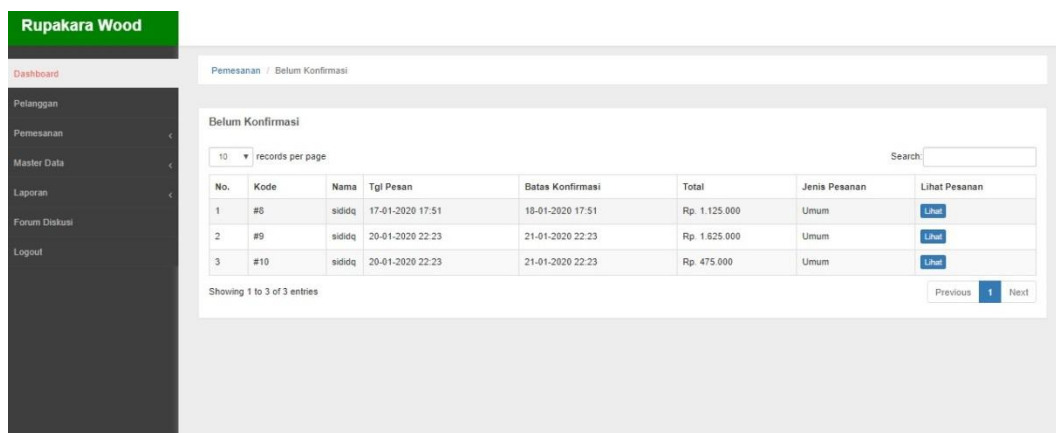 Rupakara Wood
Dashboard
Pelanggan
Pemesanan
Master Data
Laporan
Forum Diskusi
Logout
Pemesanan / Belum Konfirmasi
Belum Konfirmasi
10 records per page Search:
No. Kode Nama Tgl Pesan Batas Konfirmasi Total Jenis Pesanan Lihat Pesanan
1 #8 sididq 17-01-2020 17:51 18-01-2020 17:51 Rp. 1.125.000 Umum Lihat
2 #9 sididq 20-01-2020 22:23 21-01-2020 22:23 Rp. 1.625.000 Umum Lihat
3 #10 sididq 20-01-2020 22:23 21-01-2020 22:23 Rp. 475.000 Umum Lihat
Showing 1 to 3 of 3 entries Previous 1 Next